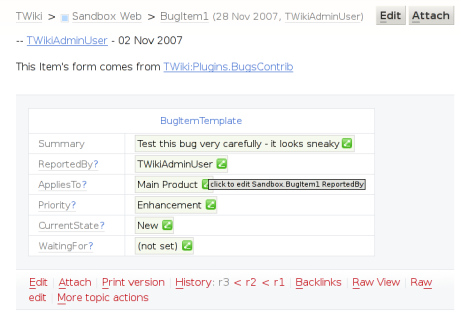 TWiki > Sandbox Web > BugItem1 (28 Nov 2007, TWikiAdminUser) Edit Attach
-- TWikiAdminUser - 02 Nov 2007
This Item's form comes from TWiki:Plugins.BugsContrib
BugItemTemplate
Summary Test this bug very carefully - it looks sneaky
ReportedBy? TWikiAdminUser
AppliesTo? Main Product click to edit Sandbox.BugItem1 ReportedBy
Priority? Enhancement
CurrentState? New
WaitingFor? (not set)
Edit | Attach | Print version | History: r3 < r2 < r1 | Backlinks | Raw View | Raw
edit | More topic actions